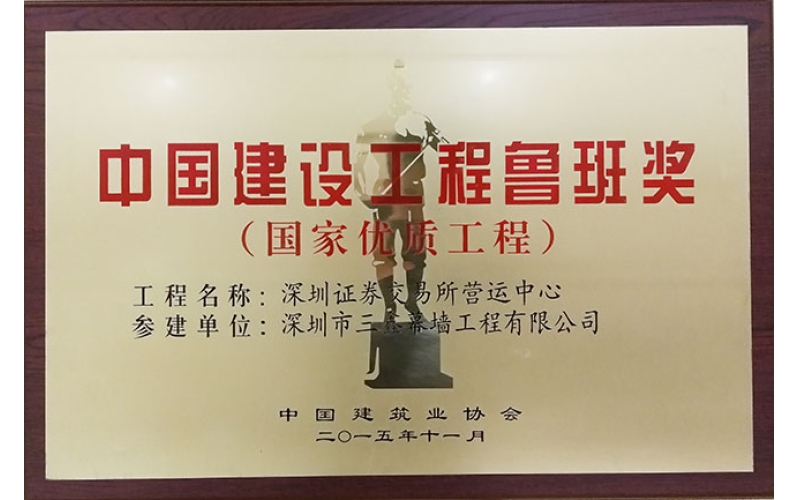 中国建设工程鲁班奖
（国家优质工程）
工程名称：深圳证券交易所营运中心
参建单位：深圳市三鑫幕墙工程有限公司
中国建筑业协会
二〇一五年十一月